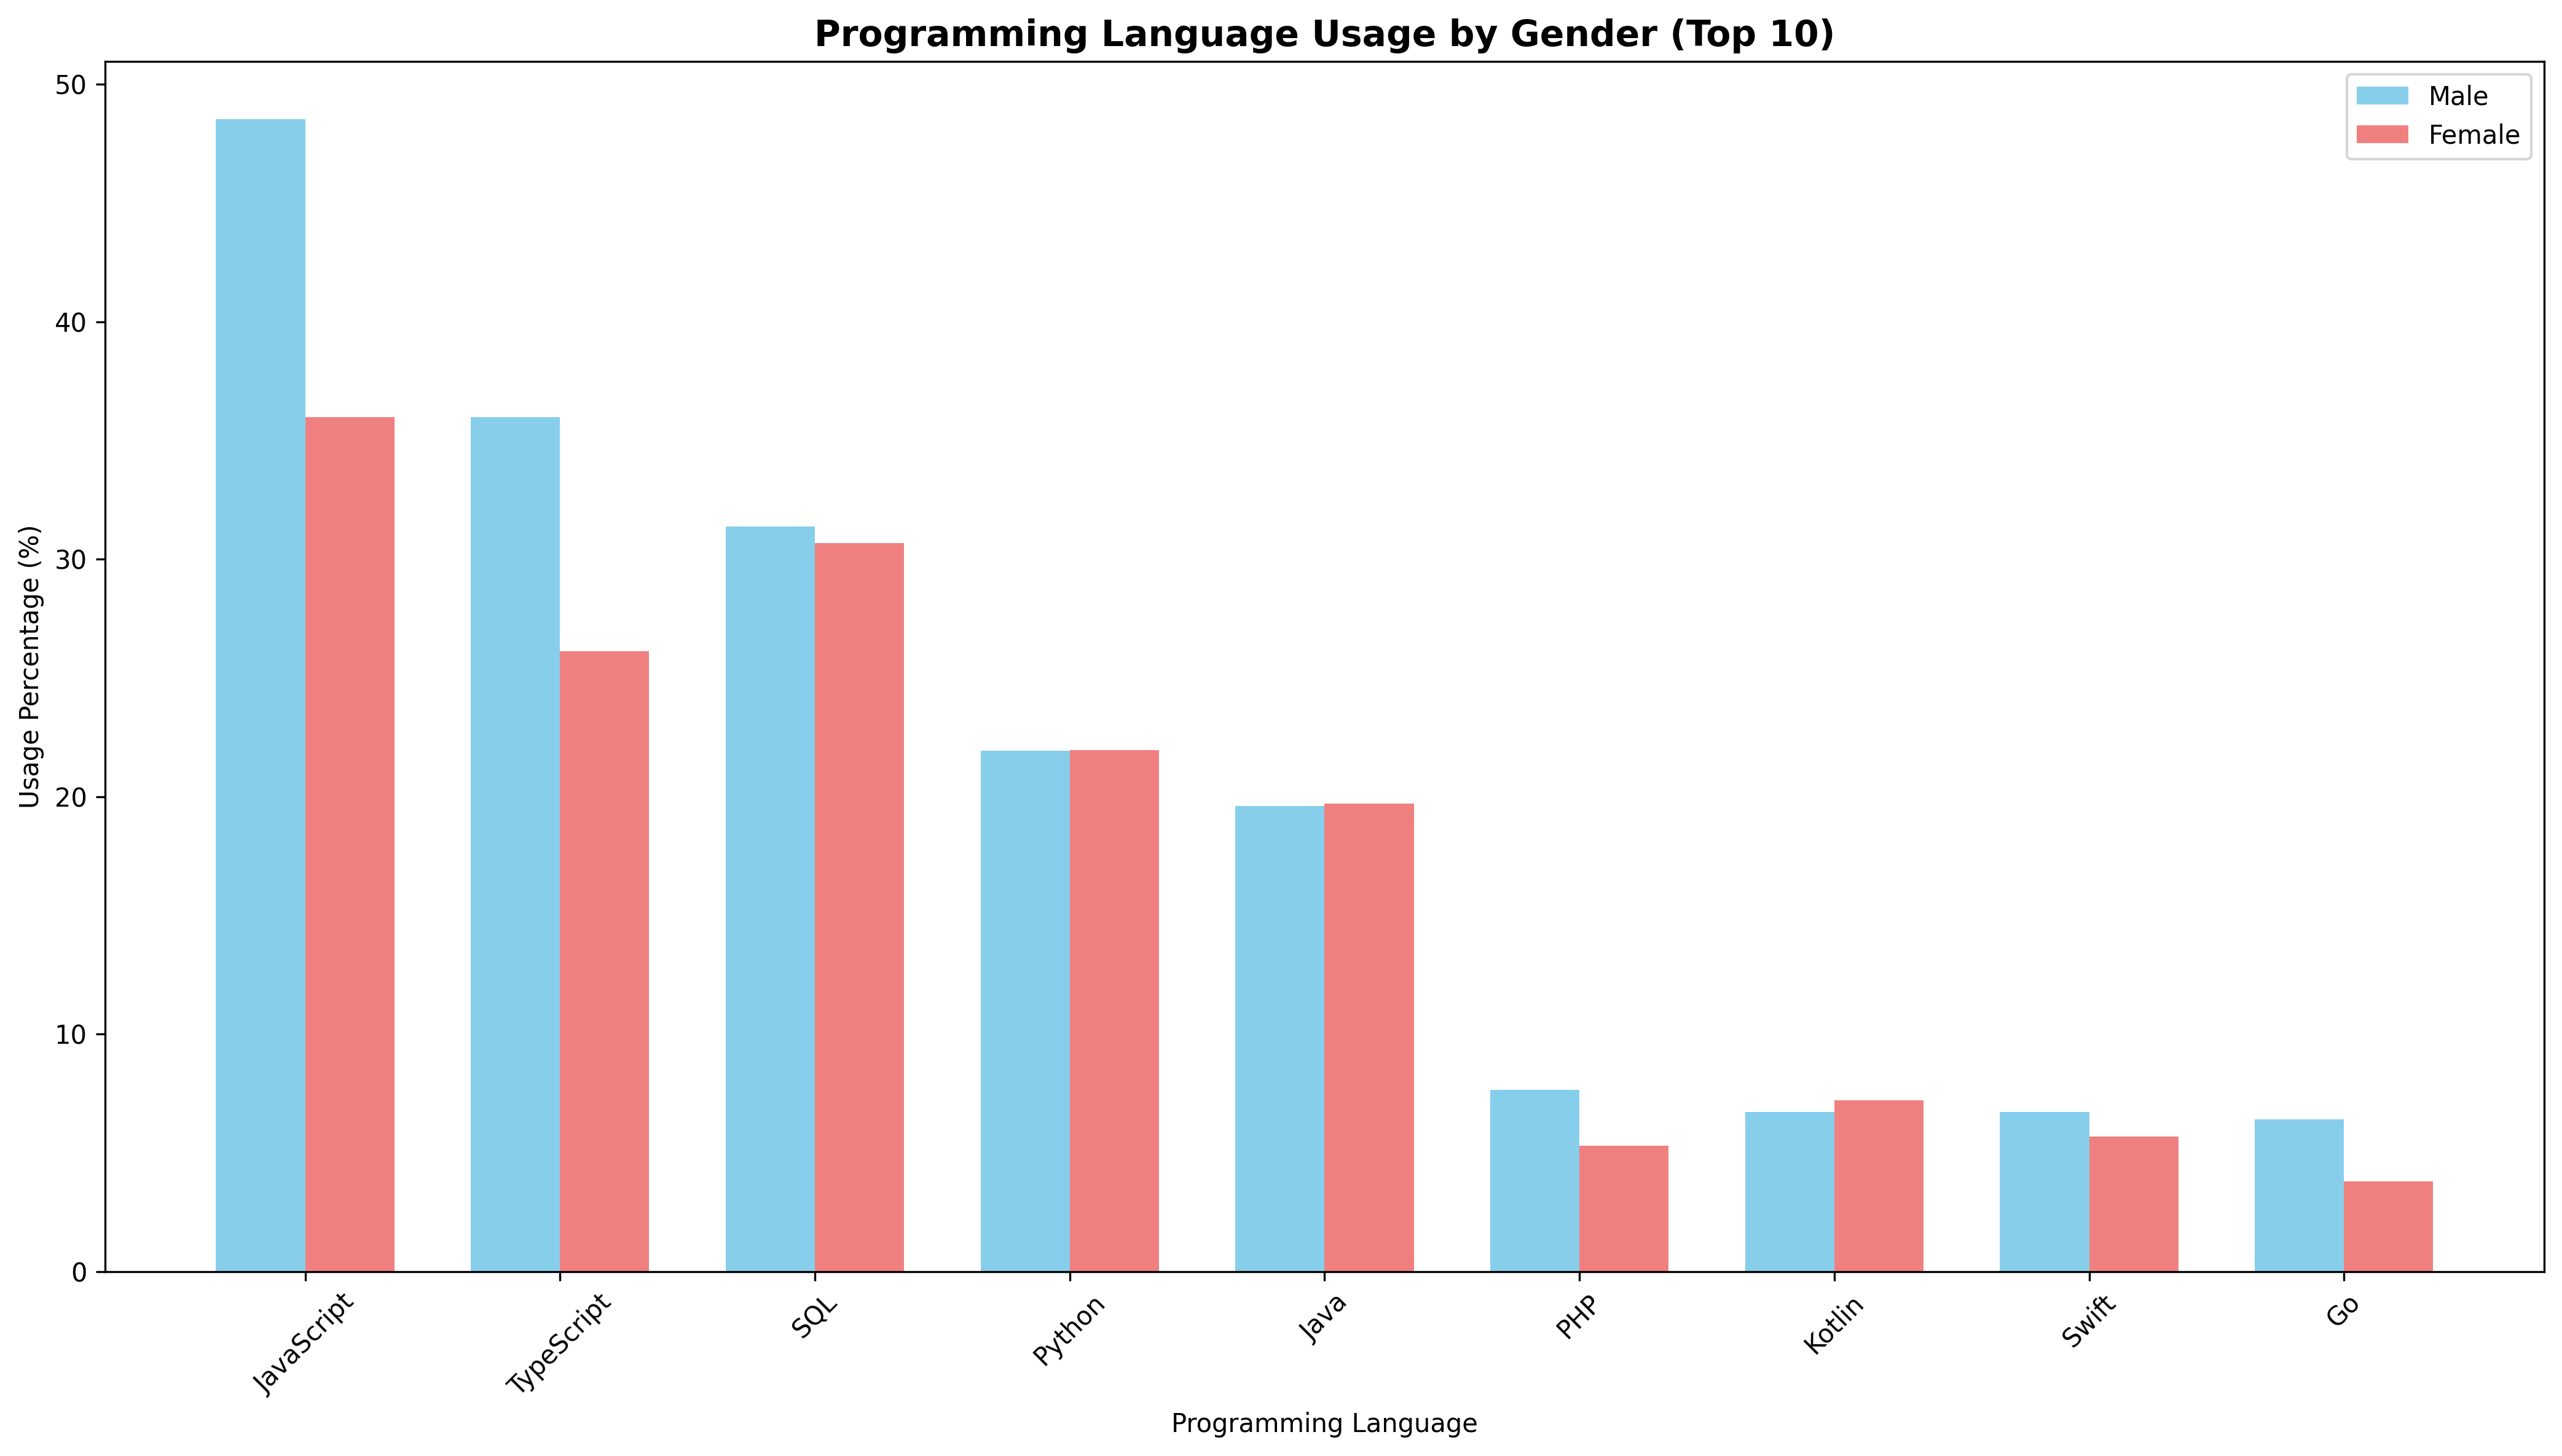 Programming Language Usage by Gender (Top 10)
Male
Female
Usage Percentage (%)
50
40
30
20
10
0
JavaScript
TypeScript
SQL
Python
Java
PHP
Kotlin
Swift
Go
Programming Language